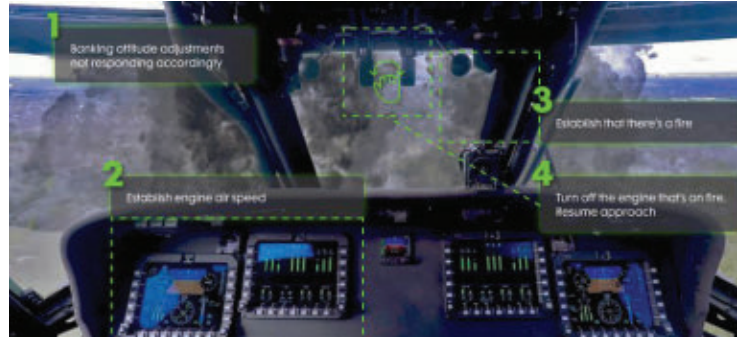 1
Banking attitude adjustments
not responding accordingly
2
Establish engine air speed
3
Establish that there's a fire
4
Turn off the engine that's on fire.
Resume approach